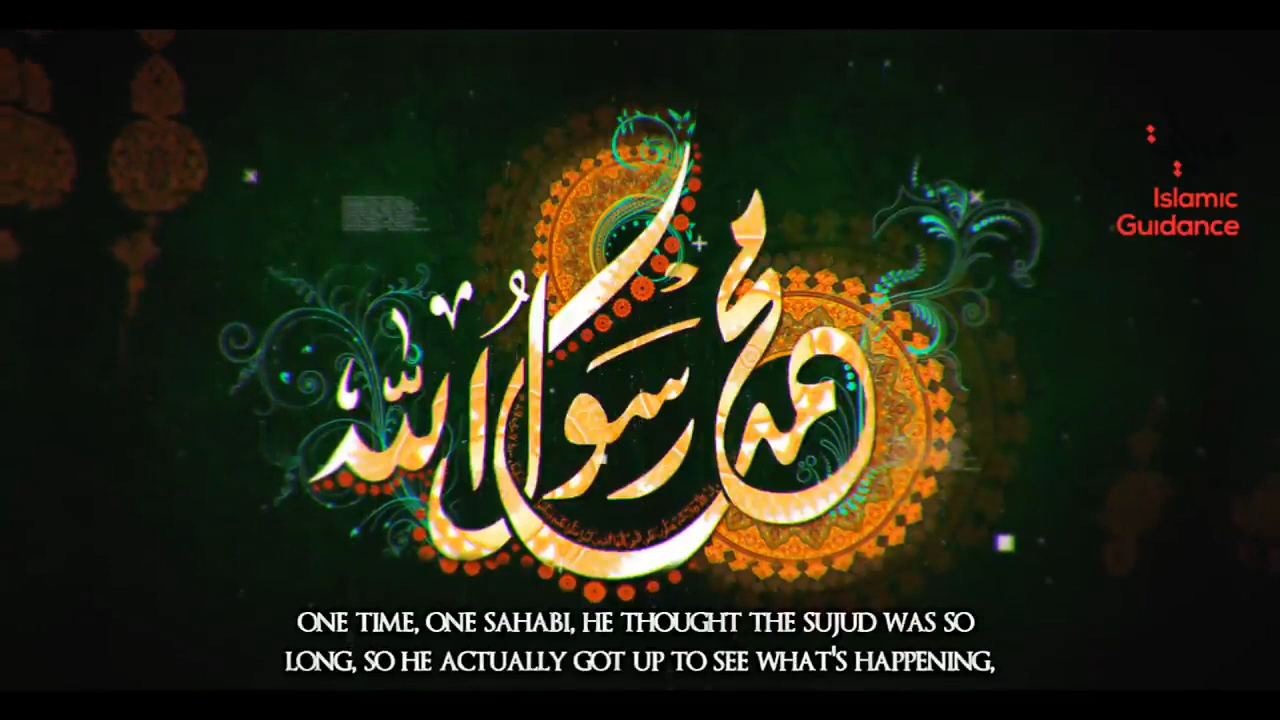 محمد رسول الله
Islamic
Guidance
ONE TIME, ONE SAHABI, HE THOUGHT THE SUJUD WAS SO
LONG, SO HE ACTUALLY GOT UP TO SEE WHAT'S HAPPENING,